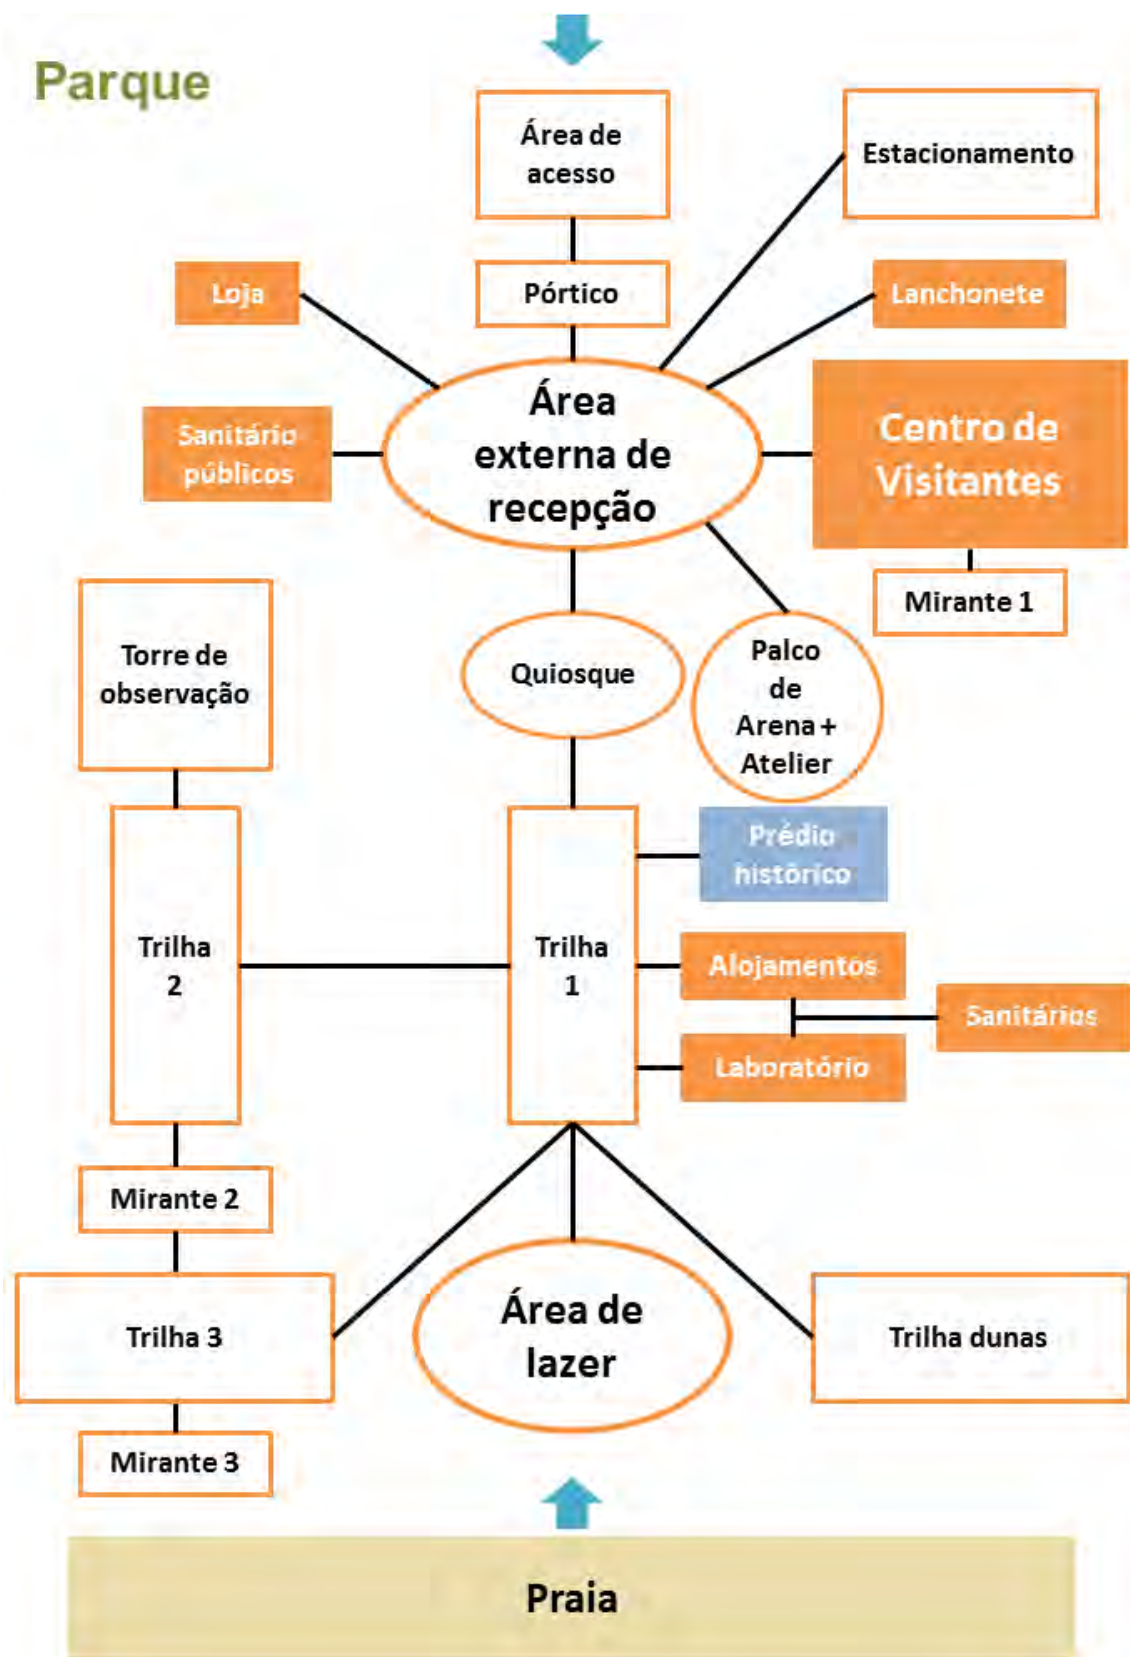 Parque
Área de
acesso
Estacionamento
Loja
Pórtico
Lanchonete
Área
externa de
recepção
Sanitário
públicos
Centro de
Visitantes
Mirante 1
Torre de
observação
Quiosque
Palco
de
Arena +
Atelier
Prédio
histórico
Trilha
2
Trilha
1
Alojamentos
Sanitários
Laboratório
Mirante 2
Trilha 3
Área de
lazer
Trilha dunas
Mirante 3
Praia